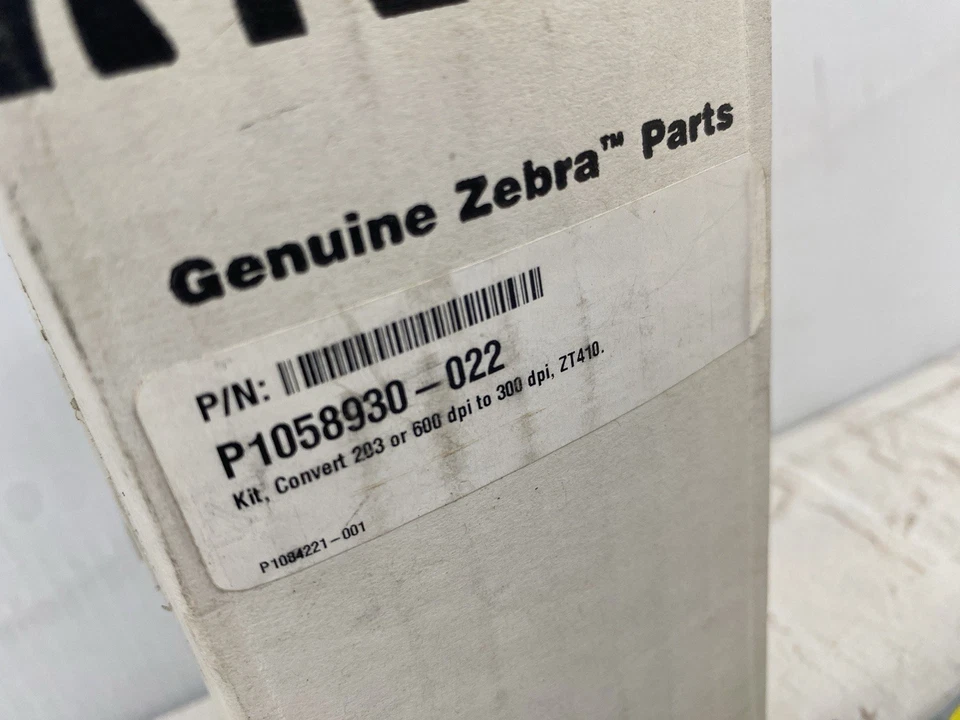 Genuine Zebra™ Parts
P/N:
P1058930-022
Kit, Convert 203 or 600 dpi to 300 dpi, ZT410.
P1084221-001